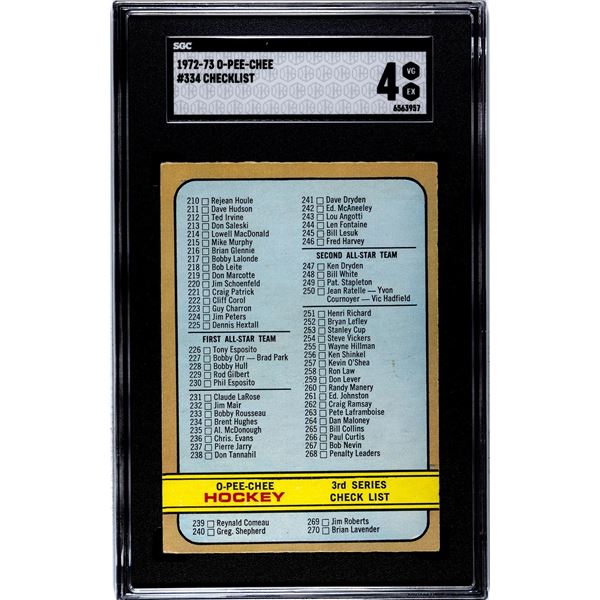 SGC
1972-73 O-PEE-CHEE
#334 CHECKLIST
4
VG
EX
6563957
210 Rejean Houle
211 Dave Hudson
212 Ted Irvine
213 Don Saleski
214 Lowell MacDonald
215 Mike Murphy
216 Brian Glennie
217 Bobby Lalonde
218 Bob Leite
219 Don Marcotte
220 Jim Schoenfeld
221 Craig Patrick
222 Cliff Corol
223 Guy Charron
224 Jim Peters
225 Dennis Hextall
FIRST ALL-STAR TEAM
226 Tony Esposito
227 Bobby Orr — Brad Park
228 Bobby Hull
229 Rod Gilbert
230 Phil Esposito
231 Claude LaRose
232 Jim Mair
233 Bobby Rousseau
234 Brent Hughes
235 Al. McDonough
236 Chris. Evans
237 Pierre Jarry
238 Don Tannahil
241 Dave Dryden
242 Ed. McAneeley
243 Lou Angotti
244 Len Fontaine
245 Bill Lesuk
246 Fred Harvey
SECOND ALL-STAR TEAM
247 Ken Dryden
248 Bill White
249 Pat. Stapleton
250 Jean Ratelle — Yvon
Cournoyer — Vic Hadfield
251 Henri Richard
252 Bryan Lefley
253 Stanley Cup
254 Steve Vickers
255 Wayne Hillman
256 Ken Shinkel
257 Kevin O'Shea
258 Ron Law
259 Don Lever
260 Randy Manery
261 Ed. Johnston
262 Craig Ramsay
263 Pete Laframboise
264 Dan Maloney
265 Bill Collins
266 Paul Curtis
267 Bob Nevin
268 Penalty Leaders
O-PEE-CHEE
HOCKEY
3rd SERIES
CHECK LIST
239 Reynald Comeau
240 Greg. Shepherd
269 Jim Roberts
270 Brian Lavender